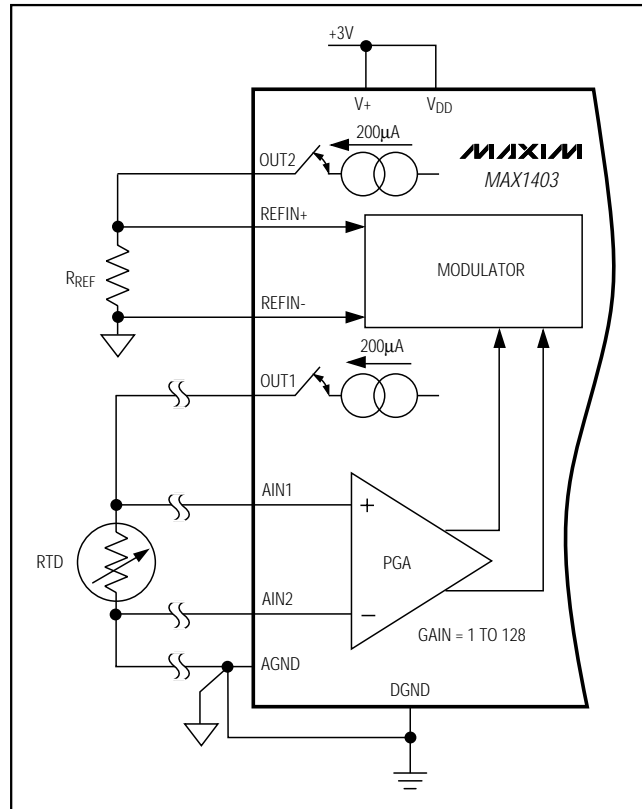 +3V
V+ VDD
200µA
OUT2
MAXIM
MAX1403
REFIN+
MODULATOR
RREF
REFIN-
200µA
OUT1
AIN1
+
RTD
PGA
AIN2
−
GAIN = 1 TO 128
AGND
DGND